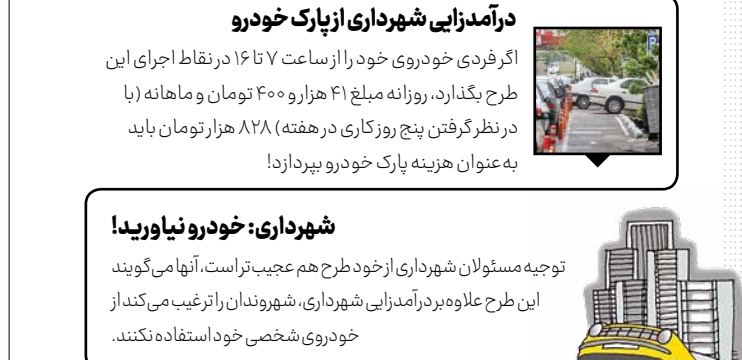 درآمدزایی شهرداری از پارک خودرو
اگر فردی خودروی خود را از ساعت ۷ تا ۱۶ در نقاط اجرای این
طرح بگذارد، روزانه مبلغ ۴۱ هزار و ۴۰۰ تومان و ماهانه (با
در نظر گرفتن پنج روز کاری در هفته) ۸۲۸ هزار تومان باید
به‌عنوان هزینه پارک خودرو بپردازد!
شهرداری: خودرو نیاورید!
توجیه مسئولان شهرداری از خود طرح هم عجیب‌تر است، آنها می‌گویند
این طرح علاوه‌بر درآمدزایی شهرداری، شهروندان را ترغیب می‌کند از
خودروی شخصی خود استفاده نکنند.